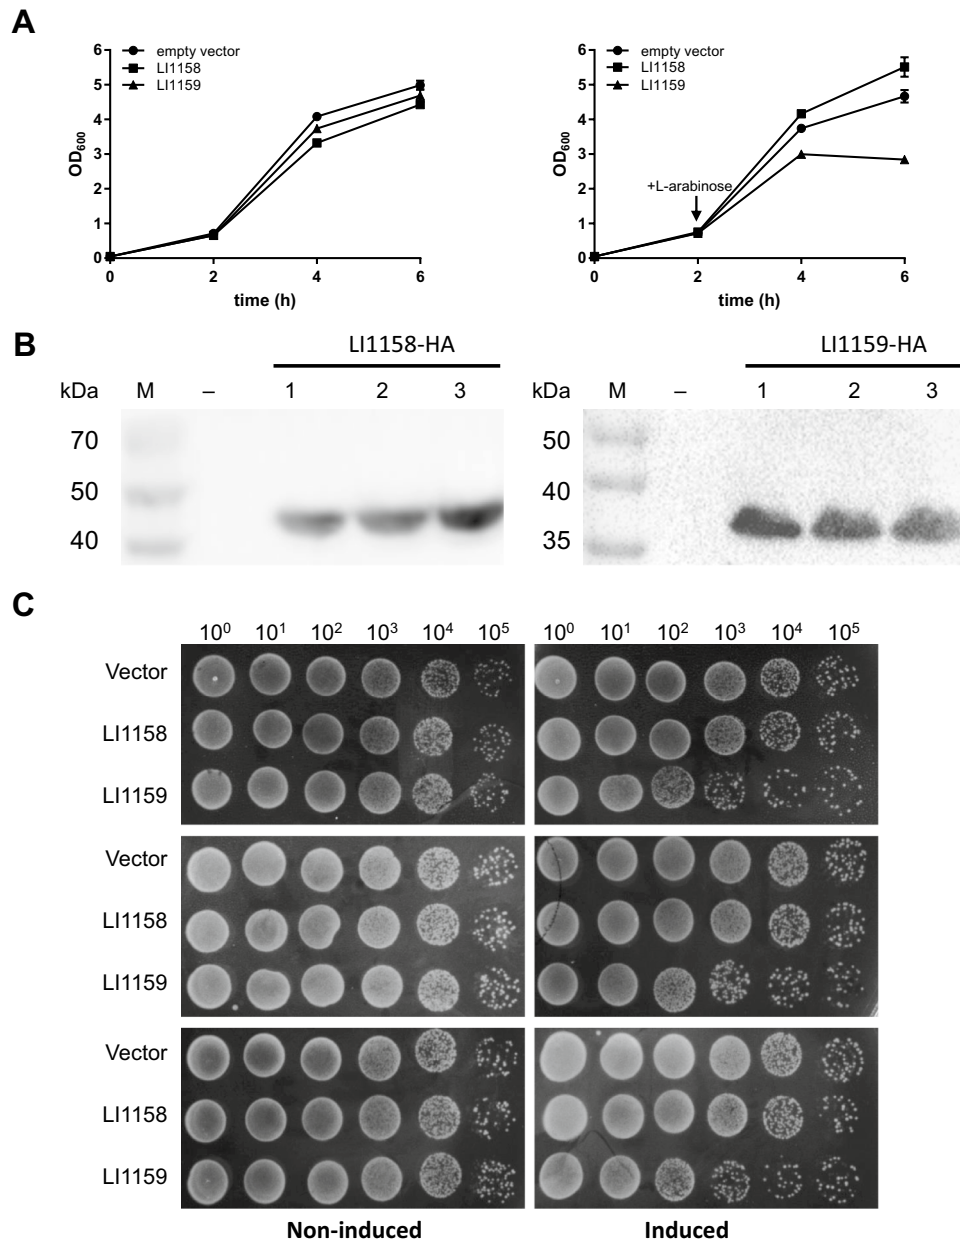 A
6
5
4
3
2
1
0
OD600
empty vector
LI1158
LI1159
0 2 4 6
time (h)
6
5
4
3
2
1
0
OD600
empty vector
LI1158
LI1159
+L-arabinose
0 2 4 6
time (h)
B
LI1158-HA
kDa M – 1 2 3
70
50
40
LI1159-HA
kDa M – 1 2 3
50
40
35
C
10⁰ 10¹ 10² 10³ 10⁴ 10⁵ 10⁰ 10¹ 10² 10³ 10⁴ 10⁵
Vector
LI1158
LI1159
Vector
LI1158
LI1159
Vector
LI1158
LI1159
Non-induced Induced